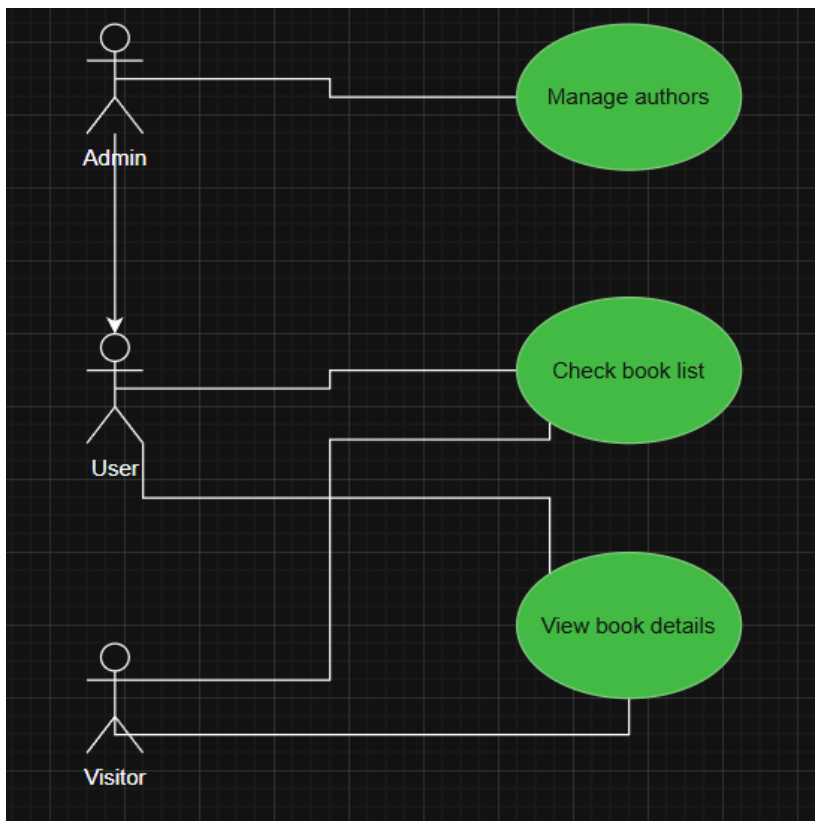 Manage authors
Admin
Check book list
User
View book details
Visitor